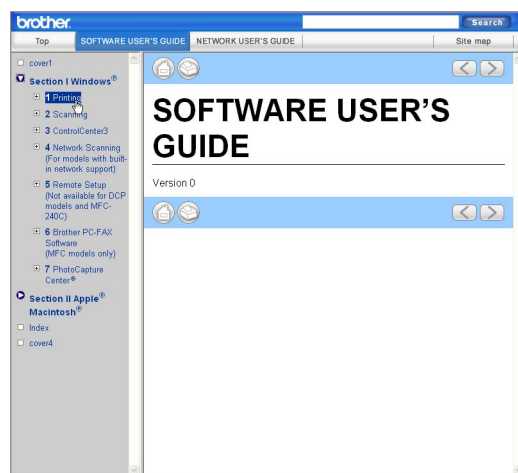 brother.
Search
Top
SOFTWARE USER'S GUIDE
NETWORK USER'S GUIDE
Site map
cover1
Section I Windows®
1 Printing
2 Scanning
3 ControlCenter3
4 Network Scanning
(For models with built-
in network support)
5 Remote Setup
(Not available for DCP
models and MFC-
240C)
6 Brother PC-FAX
Software
(MFC models only)
7 PhotoCapture
Center®
Section II Apple®
Macintosh®
Index
cover4
SOFTWARE USER'S
GUIDE
Version 0